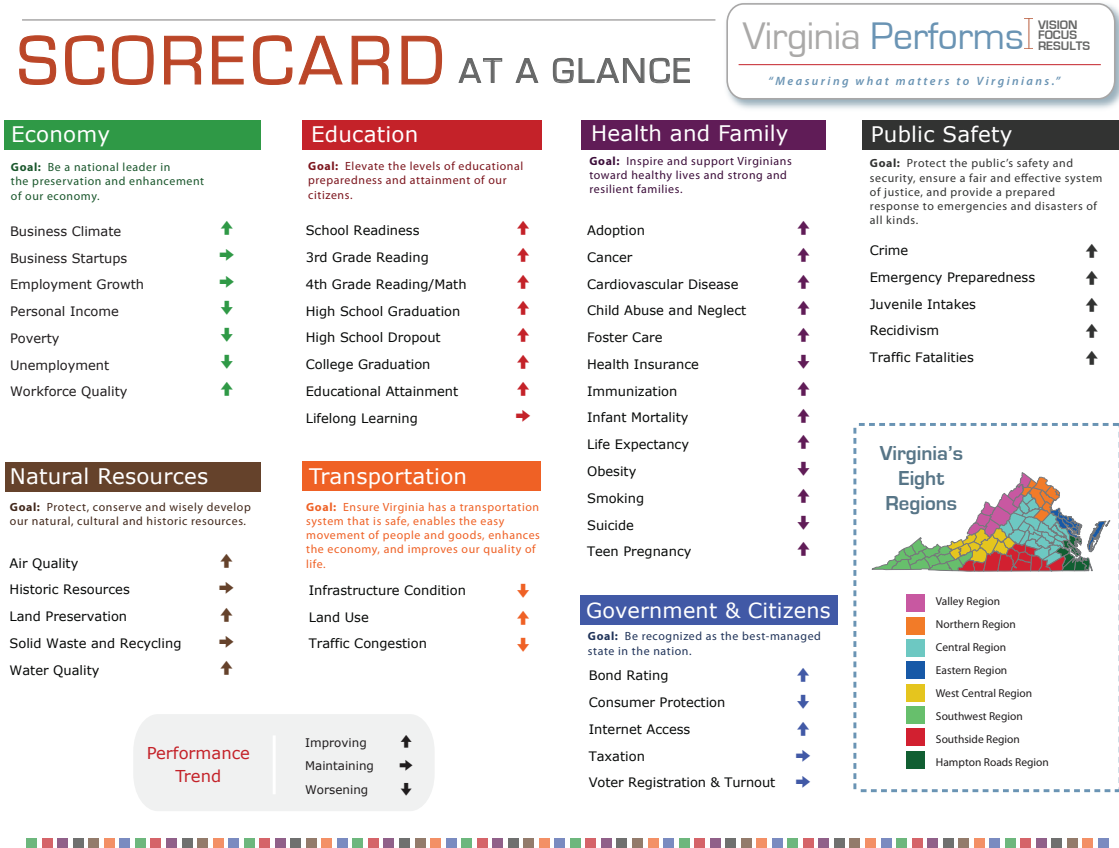 SCORECARD AT A GLANCE
Virginia Performs
VISION
FOCUS
RESULTS
“Measuring what matters to Virginians.”
Economy
Goal: Be a national leader in
the preservation and enhancement
of our economy.
Business Climate
Business Startups
Employment Growth
Personal Income
Poverty
Unemployment
Workforce Quality
Education
Goal: Elevate the levels of educational
preparedness and attainment of our
citizens.
School Readiness
3rd Grade Reading
4th Grade Reading/Math
High School Graduation
High School Dropout
College Graduation
Educational Attainment
Lifelong Learning
Health and Family
Goal: Inspire and support Virginians
toward healthy lives and strong and
resilient families.
Adoption
Cancer
Cardiovascular Disease
Child Abuse and Neglect
Foster Care
Health Insurance
Immunization
Infant Mortality
Life Expectancy
Obesity
Smoking
Suicide
Teen Pregnancy
Public Safety
Goal: Protect the public’s safety and
security, ensure a fair and effective system
of justice, and provide a prepared
response to emergencies and disasters of
all kinds.
Crime
Emergency Preparedness
Juvenile Intakes
Recidivism
Traffic Fatalities
Natural Resources
Goal: Protect, conserve and wisely develop
our natural, cultural and historic resources.
Air Quality
Historic Resources
Land Preservation
Solid Waste and Recycling
Water Quality
Transportation
Goal: Ensure Virginia has a transportation
system that is safe, enables the easy
movement of people and goods, enhances
the economy, and improves our quality of
life.
Infrastructure Condition
Land Use
Traffic Congestion
Government & Citizens
Goal: Be recognized as the best-managed
state in the nation.
Bond Rating
Consumer Protection
Internet Access
Taxation
Voter Registration & Turnout
Virginia’s
Eight
Regions
Valley Region
Northern Region
Central Region
Eastern Region
West Central Region
Southwest Region
Southside Region
Hampton Roads Region
Performance
Trend
Improving
Maintaining
Worsening